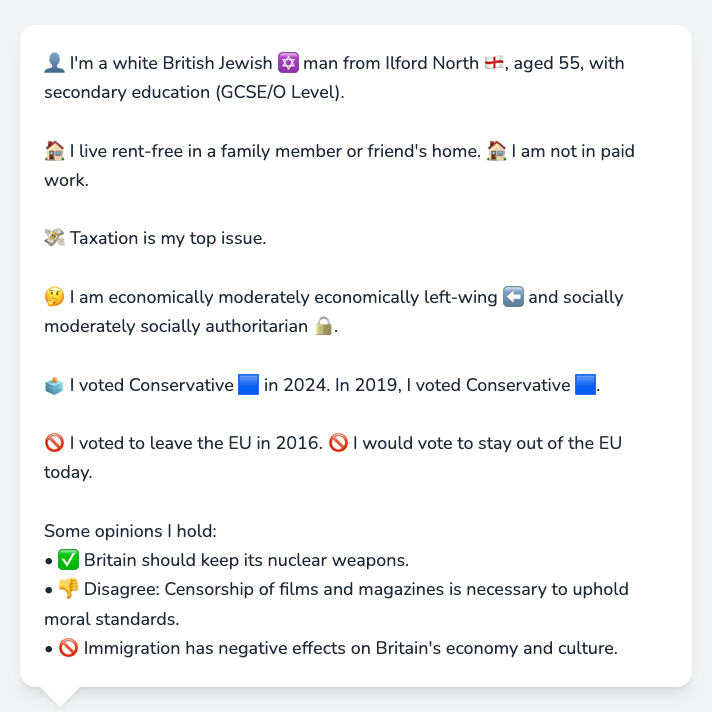 👤 I'm a white British Jewish ✡️ man from Ilford North 🏴󠁧󠁢󠁥󠁮󠁧󠁿, aged 55, with
secondary education (GCSE/O Level).
🏠 I live rent-free in a family member or friend's home. 🏠 I am not in paid
work.
💸 Taxation is my top issue.
🤔 I am economically moderately economically left-wing ⬅️ and socially
moderately socially authoritarian 🔒.
🗳️ I voted Conservative 🟦 in 2024. In 2019, I voted Conservative 🟦.
🚫 I voted to leave the EU in 2016. 🚫 I would vote to stay out of the EU
today.
Some opinions I hold:
• ✅ Britain should keep its nuclear weapons.
• 👎 Disagree: Censorship of films and magazines is necessary to uphold
moral standards.
• 🚫 Immigration has negative effects on Britain's economy and culture.